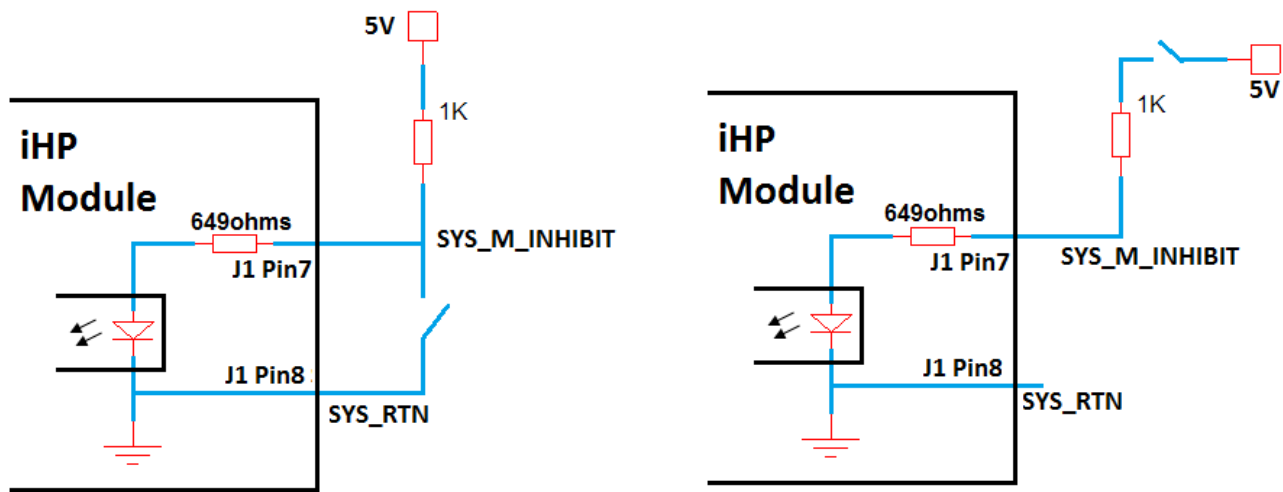 5V
1K
iHP
Module
649ohms
SYS_M_INHIBIT
J1 Pin7
J1 Pin8
SYS_RTN
5V
1K
iHP
Module
649ohms
J1 Pin7
SYS_M_INHIBIT
J1 Pin8
SYS_RTN